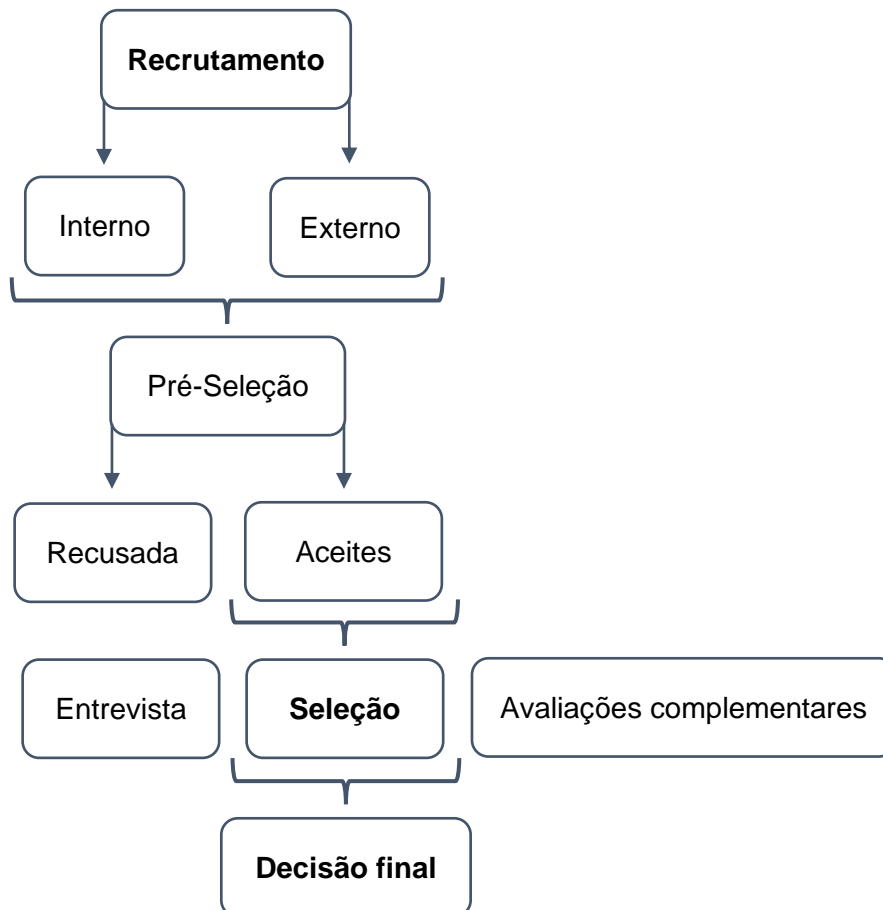 Recrutamento
Interno
Externo
Pré-Seleção
Recusada
Aceites
Entrevista
Seleção
Avaliações complementares
Decisão final